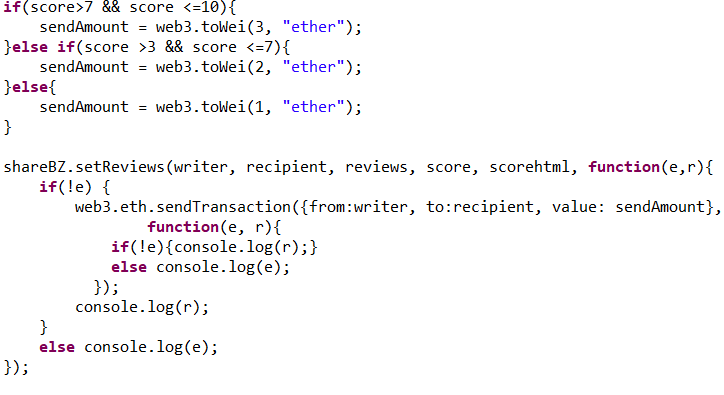 if(score>7 && score <=10){
    sendAmount = web3.toWei(3, "ether");
}else if(score >3 && score <=7){
    sendAmount = web3.toWei(2, "ether");
}else{
    sendAmount = web3.toWei(1, "ether");
}

shareBZ.setReviews(writer, recipient, reviews, score, scorehtml, function(e,r){
    if(!e) {
        web3.eth.sendTransaction({from:writer, to:recipient, value: sendAmount},
                function(e, r){
            if(!e){console.log(r);}
            else console.log(e);
          });
        console.log(r);
    }
    else console.log(e);
});